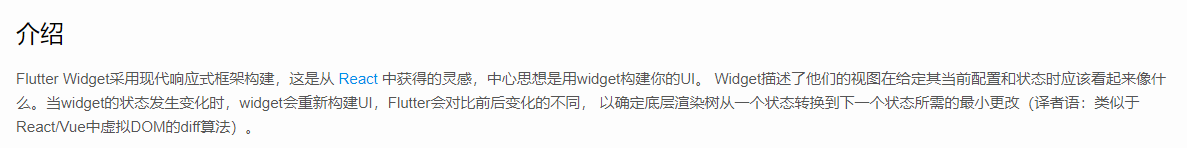 介绍
Flutter Widget采用现代响应式框架构建，这是从 React 中获得的灵感，中心思想是用widget构建你的UI。 Widget描述了他们的视图在给定其当前配置和状态时应该看起来像什
么。当widget的状态发生变化时，widget会重新构建UI，Flutter会对比前后变化的不同， 以确定底层渲染树从一个状态转换到下一个状态所需的最小更改（译者语：类似于
React/Vue中虚拟DOM的diff算法）。